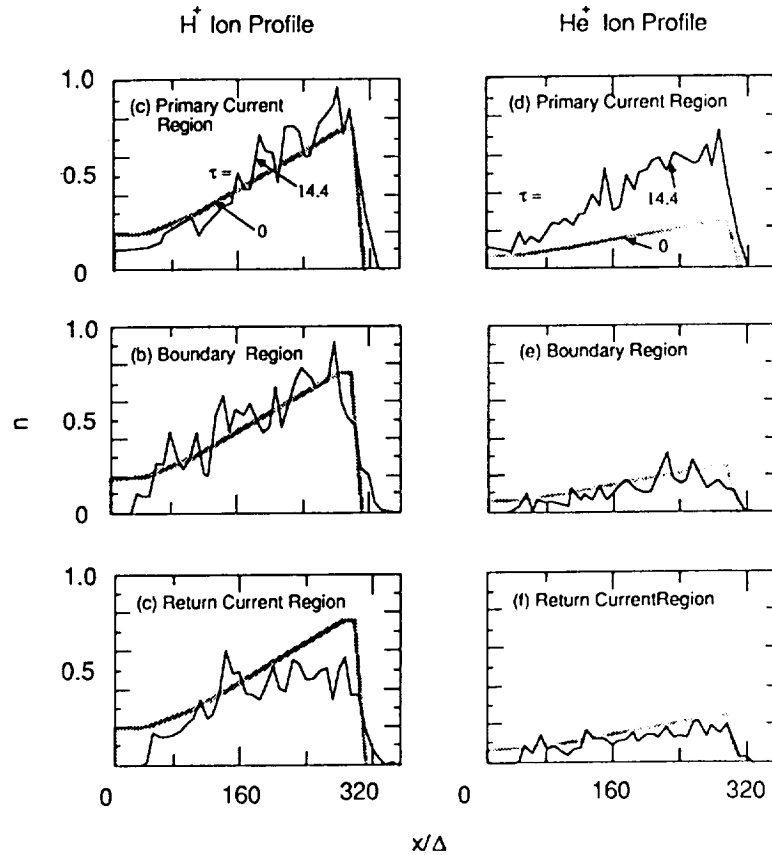 H+ Ion Profile
He+ Ion Profile
1.0
(c) Primary Current
Region
τ =
0.5
14.4
0
0
(d) Primary Current Region
τ =
14.4
0
1.0
(b) Boundary Region
0.5
n
0
(e) Boundary Region
1.0
(c) Return Current Region
0.5
0
160
320
(f) Return CurrentRegion
0
160
320
x/Δ